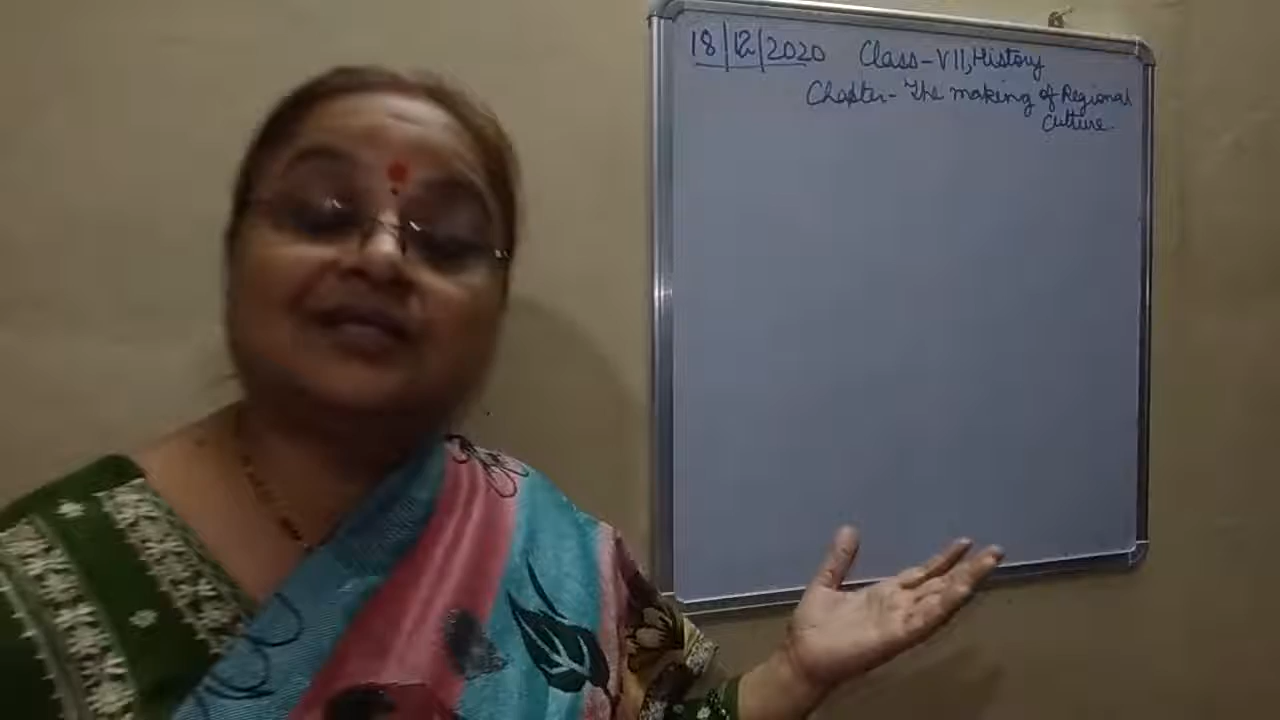 18/12/2020 Class-VII, History
Chapter- The making of Regional
Culture.